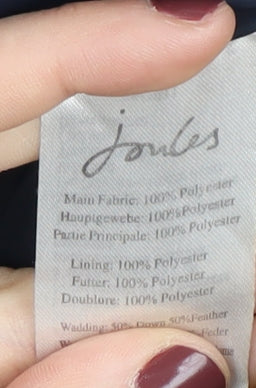 Joules
Main Fabric: 100% Polyester
Hauptgewebe: 100%Polyester
Partie Principale: 100% Polyester
Lining: 100% Polyester
Futter: 100% Polyester
Doublure: 100% Polyester
Wadding: 50% Down 50%Feather